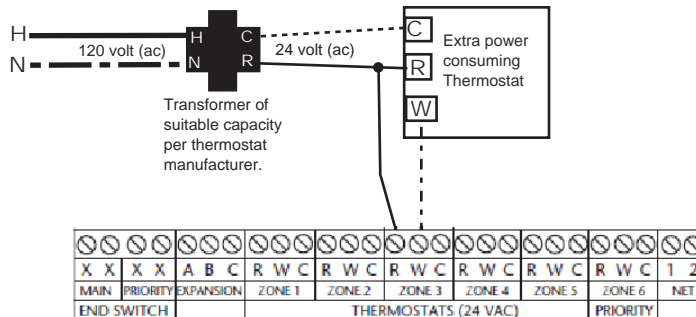 H
N
120 volt (ac)
H C
N R
24 volt (ac)
Transformer of
suitable capacity
per thermostat
manufacturer.
C
R
W
Extra power
consuming
Thermostat
X X X X A B C R W C R W C R W C R W C R W C R W C 1 2
MAIN PRIORITY EXPANSION ZONE 1 ZONE 2 ZONE 3 ZONE 4 ZONE 5 ZONE 6 NET
END SWITCH THERMOSTATS (24 VAC) PRIORITY